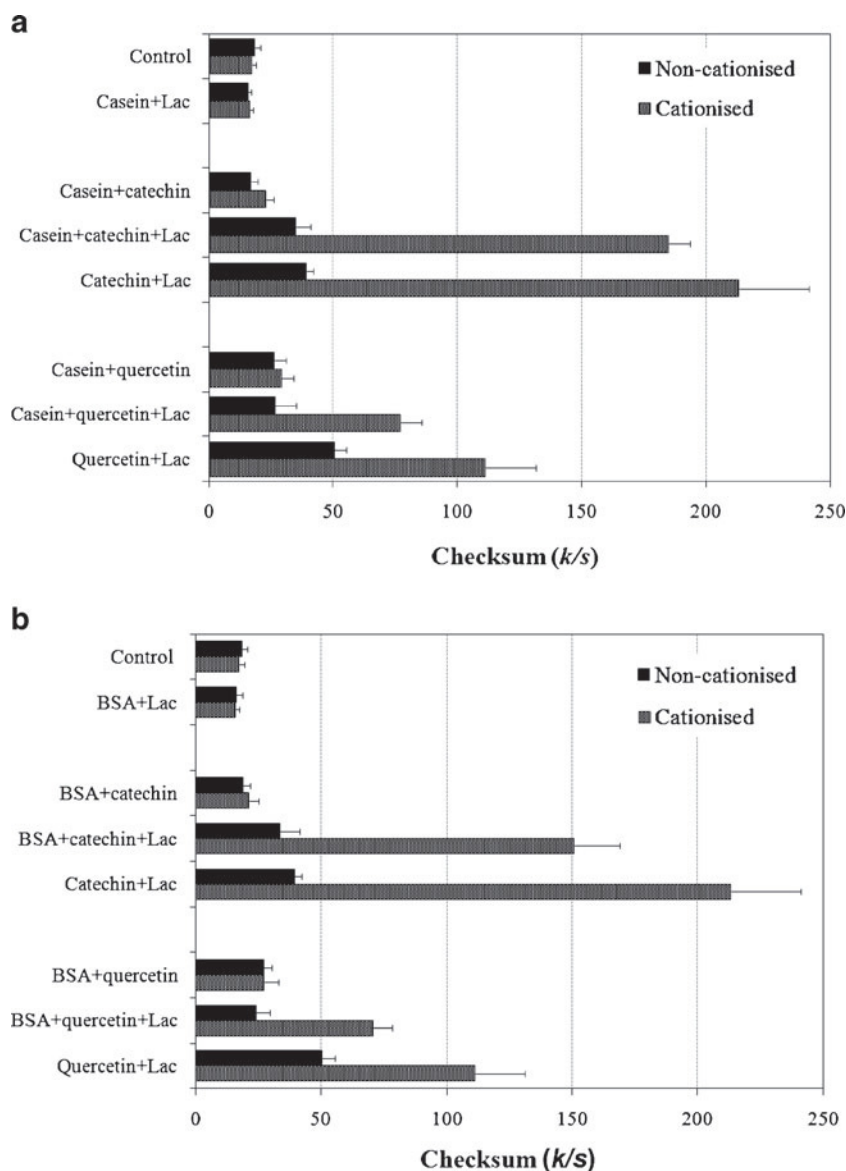 a
Control
Casein+Lac
Casein+catechin
Casein+catechin+Lac
Catechin+Lac
Casein+quercetin
Casein+quercetin+Lac
Quercetin+Lac
Non-cationised
Cationised
0 50 100 150 200 250
Checksum (k/s)
b
Control
BSA+Lac
BSA+catechin
BSA+catechin+Lac
Catechin+Lac
BSA+quercetin
BSA+quercetin+Lac
Quercetin+Lac
Non-cationised
Cationised
0 50 100 150 200 250
Checksum (k/s)